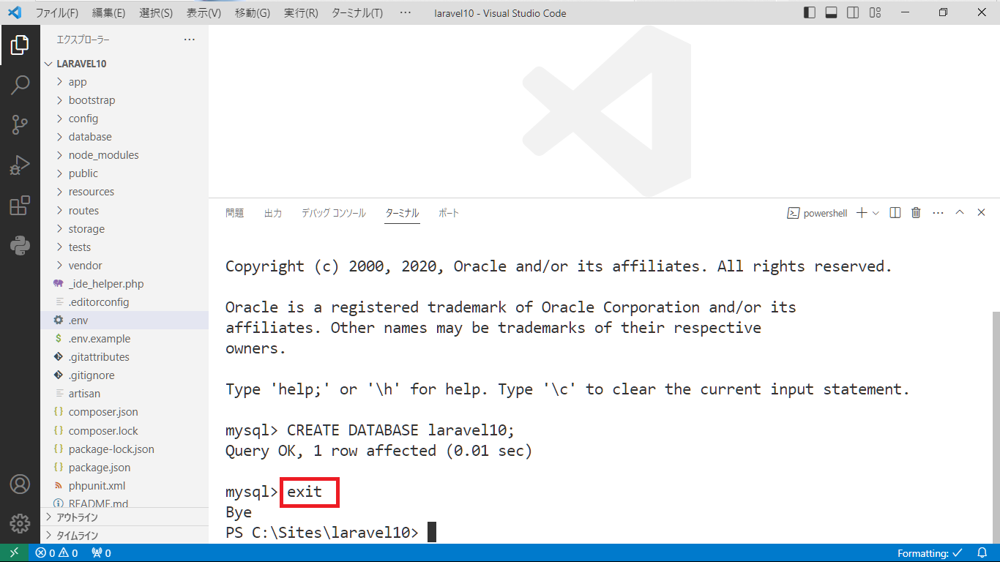 ファイル(F) 編集(E) 選択(S) 表示(V) 移動(G) 実行(R) ターミナル(T) ··· laravel10 - Visual Studio Code
エクスプローラー ···
LARAVEL10
app
bootstrap
config
database
node_modules
public
resources
routes
storage
tests
vendor
_ide_helper.php
.editorconfig
.env
.env.example
.gitattributes
.gitignore
artisan
composer.json
composer.lock
package-lock.json
package.json
phpunit.xml
README.md
アウトライン
タイムライン
問題 出力 デバッグ コンソール ターミナル ポート powershell
Copyright (c) 2000, 2020, Oracle and/or its affiliates. All rights reserved.
Oracle is a registered trademark of Oracle Corporation and/or its
affiliates. Other names may be trademarks of their respective
owners.
Type 'help;' or '\h' for help. Type '\c' to clear the current input statement.
mysql> CREATE DATABASE laravel10;
Query OK, 1 row affected (0.01 sec)
mysql> exit
Bye
PS C:\Sites\laravel10>
0 0 0 Formatting: ✓